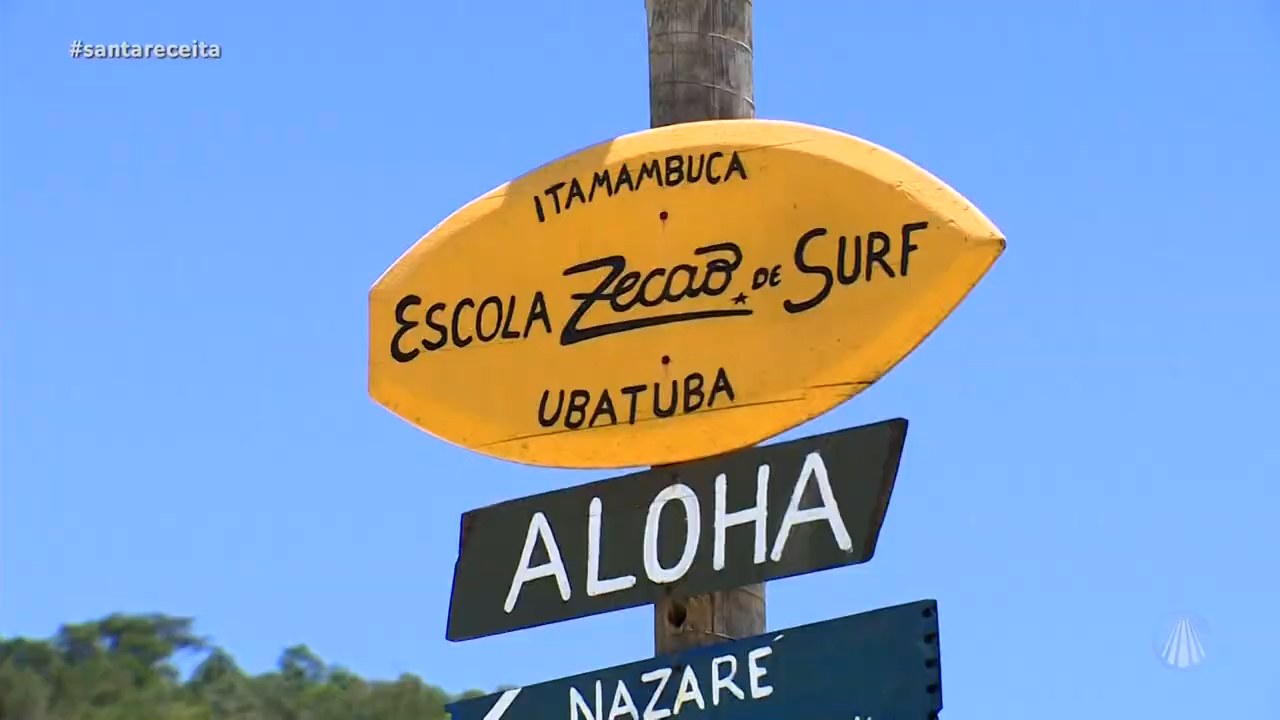 #santareceita
ITAMAMBUCA
ESCOLA Zecão DE SURF
UBATUBA
ALOHA
NAZARÉ